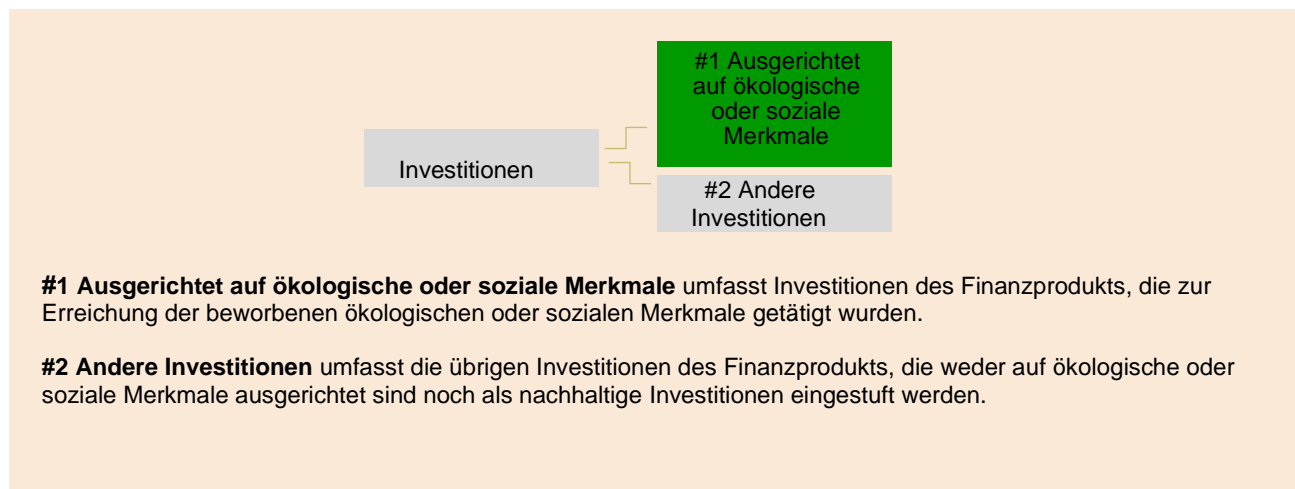 #1 Ausgerichtet
auf ökologische
oder soziale
Merkmale
Investitionen
#2 Andere
Investitionen
#1 Ausgerichtet auf ökologische oder soziale Merkmale umfasst Investitionen des Finanzprodukts, die zur
Erreichung der beworbenen ökologischen oder sozialen Merkmale getätigt wurden.
#2 Andere Investitionen umfasst die übrigen Investitionen des Finanzprodukts, die weder auf ökologische oder
soziale Merkmale ausgerichtet sind noch als nachhaltige Investitionen eingestuft werden.